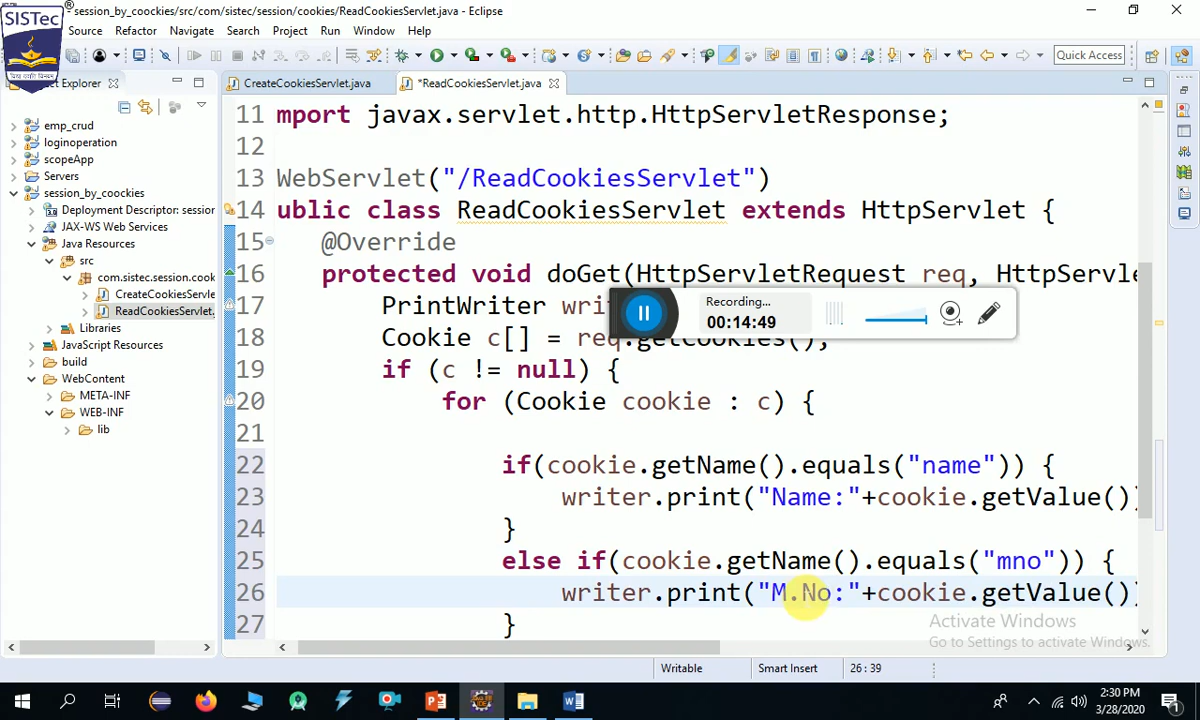 session_by_coockies/src/com/sistec/session/cookies/ReadCookiesServlet.java - Eclipse
SISTec
Source Refactor Navigate Search Project Run Window Help
Quick Access
Explorer
CreateCookiesServlet.java
*ReadCookiesServlet.java
emp_crud
loginoperation
scopeApp
Servers
session_by_coockies
Deployment Descriptor: session
JAX-WS Web Services
Java Resources
src
com.sistec.session.cook
CreateCookiesServle
ReadCookiesServlet.
Libraries
JavaScript Resources
build
WebContent
META-INF
WEB-INF
lib
11 mport javax.servlet.http.HttpServletResponse;
12
13 WebServlet("/ReadCookiesServlet")
14 ublic class ReadCookiesServlet extends HttpServlet {
15 @Override
16 protected void doGet(HttpServletRequest req, HttpServle
17 PrintWriter wri
18 Cookie c[] = req.getCookies();
19 if (c != null) {
20 for (Cookie cookie : c) {
21
22 if(cookie.getName().equals("name")) {
23 writer.print("Name:"+cookie.getValue())
24 }
25 else if(cookie.getName().equals("mno")) {
26 writer.print("M.No:"+cookie.getValue())
27 }
Recording...
00:14:49
Activate Windows
Go to Settings to activate Windows.
Writable Smart Insert 26 : 39
2:30 PM
3/28/2020